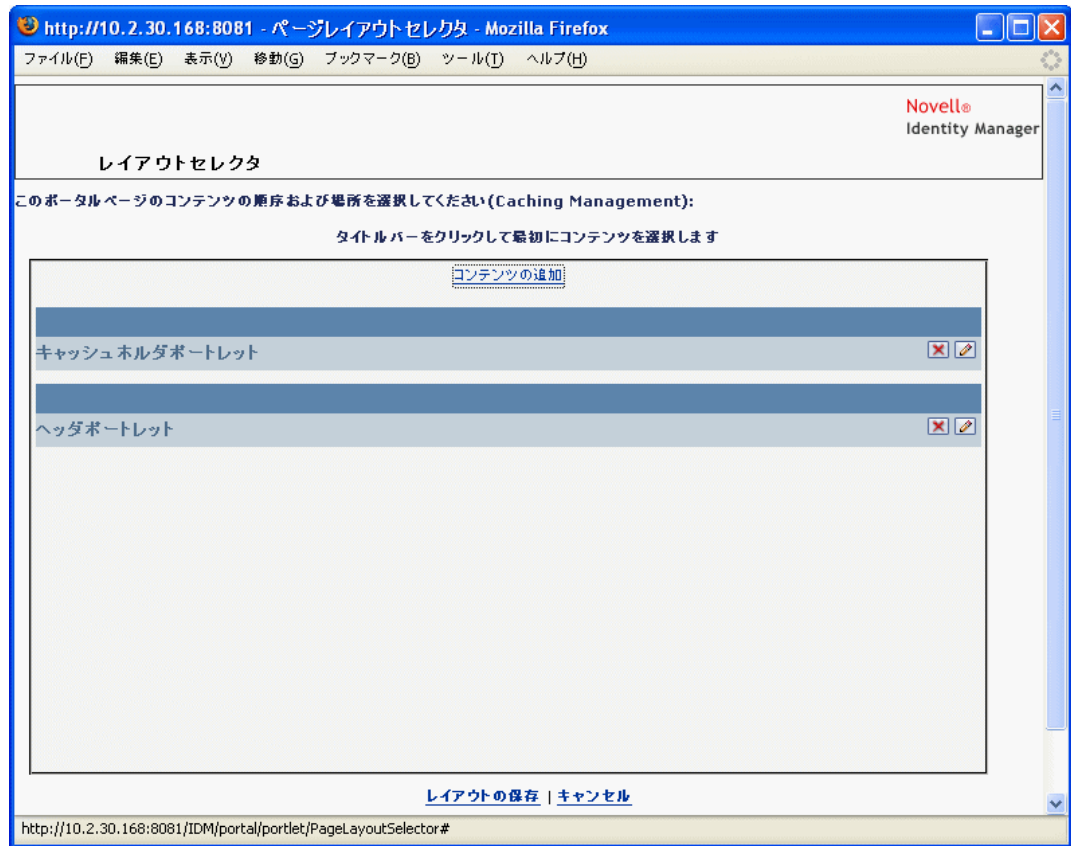 http://10.2.30.168:8081 - ページレイアウトセレクタ - Mozilla Firefox
ファイル(F) 編集(E) 表示(V) 移動(G) ブックマーク(B) ツール(T) ヘルプ(H)
Novell®
Identity Manager
レイアウトセレクタ
このポータルページのコンテンツの順序および場所を選択してください(Caching Management):
タイトルバーをクリックして最初にコンテンツを選択します
コンテンツの追加
キャッシュホルダポートレット
ヘッダポートレット
レイアウトの保存 | キャンセル
http://10.2.30.168:8081/IDM/portal/portlet/PageLayoutSelector#